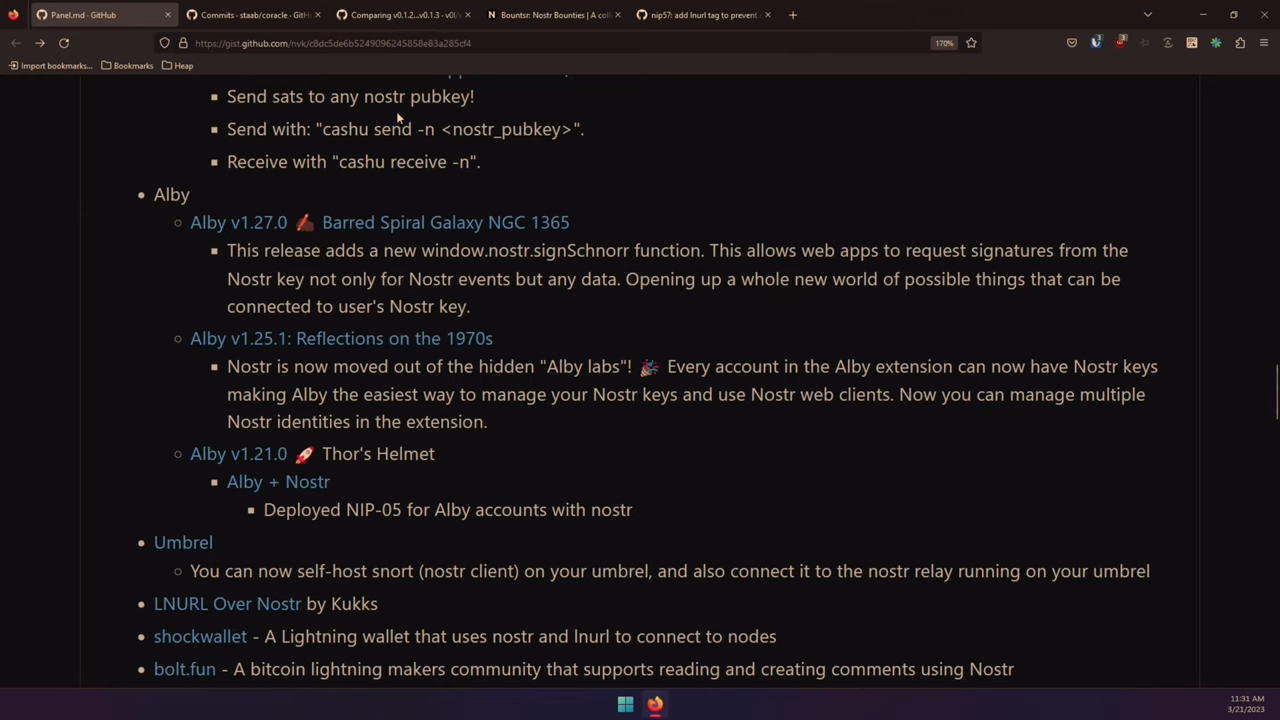 Panel.md - GitHub
Commits - staab/coracle · GitH
Comparing v0.1.2...v0.1.3 · v0l/s
Bountsr: Nostr Bounties | A coll
nip57: add lnurl tag to prevent
https://gist.github.com/nvk/c8dc5de6b5249096245858e83a285cf4
170%
Import bookmarks...
Bookmarks
Heap
Send sats to any nostr pubkey!
Send with: "cashu send -n <nostr_pubkey>".
Receive with "cashu receive -n".
Alby
Alby v1.27.0 Barred Spiral Galaxy NGC 1365
This release adds a new window.nostr.signSchnorr function. This allows web apps to request signatures from the
Nostr key not only for Nostr events but any data. Opening up a whole new world of possible things that can be
connected to user's Nostr key.
Alby v1.25.1: Reflections on the 1970s
Nostr is now moved out of the hidden "Alby labs"! 🎉 Every account in the Alby extension can now have Nostr keys
making Alby the easiest way to manage your Nostr keys and use Nostr web clients. Now you can manage multiple
Nostr identities in the extension.
Alby v1.21.0 🚀 Thor's Helmet
Alby + Nostr
Deployed NIP-05 for Alby accounts with nostr
Umbrel
You can now self-host snort (nostr client) on your umbrel, and also connect it to the nostr relay running on your umbrel
LNURL Over Nostr by Kukks
shockwallet - A Lightning wallet that uses nostr and lnurl to connect to nodes
bolt.fun - A bitcoin lightning makers community that supports reading and creating comments using Nostr
11:31 AM
3/21/2023